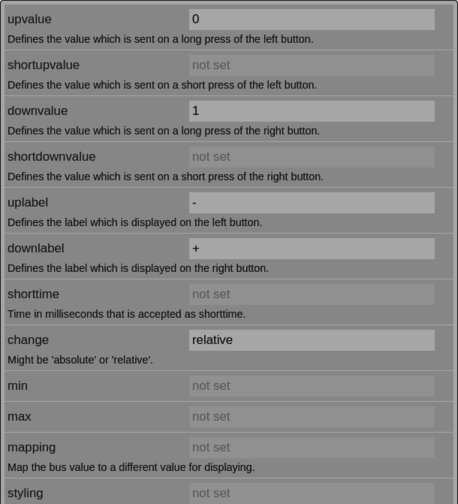 upvalue 0
Defines the value which is sent on a long press of the left button.
shortupvalue not set
Defines the value which is sent on a short press of the left button.
downvalue 1
Defines the value which is sent on a long press of the right button.
shortdownvalue not set
Defines the value which is sent on a short press of the right button.
uplabel -
Defines the label which is displayed on the left button.
downlabel +
Defines the label which is displayed on the right button.
shorttime not set
Time in milliseconds that is accepted as shorttime.
change relative
Might be 'absolute' or 'relative'.
min not set
max not set
mapping not set
Map the bus value to a different value for displaying.
styling not set